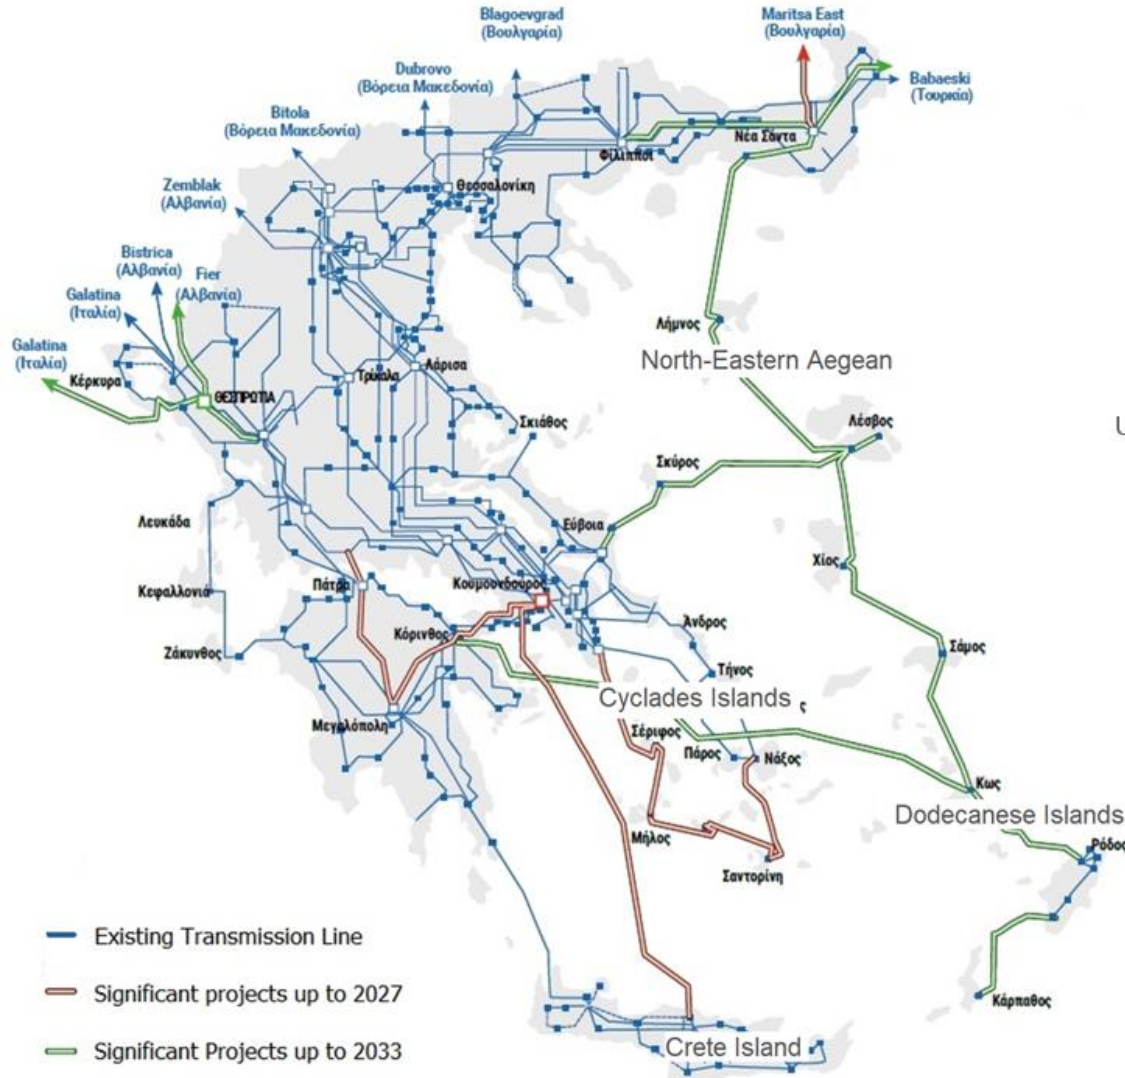 Blagoevgrad
(Βουλγαρία)
Maritsa East
(Βουλγαρία)
Dubrovo
(Βόρεια Μακεδονία)
Babaeski
(Τουρκία)
Bitola
(Βόρεια Μακεδονία)
Νέα Σάντα
Φίλιπποι
Zemblak
(Αλβανία)
Θεσσαλονίκη
Bistrica
(Αλβανία)
Fier
(Αλβανία)
Galatina
(Ιταλία)
Galatina
(Ιταλία)
Κέρκυρα
ΘΕΣΠΡΩΤΙΑ
Τρίκαλα
Λάρισα
Λήμνος
North-Eastern Aegean
Σκιάθος
Λέσβος
U
Σκύρος
Λευκάδα
Εύβοια
Χίος
Κεφαλλονιά
Πάτρα
Κουμουνδούρος
Κόρινθος
Άνδρος
Ζάκυνθος
Σάμος
Τήνος
Cyclades Islands
ς
Μεγαλόπολη
Σέριφος
Πάρος
Νάξος
Κως
Dodecanese Islands
Μήλος
Ρόδος
Σαντορίνη
Existing Transmission Line
Significant projects up to 2027
Κάρπαθος
Significant Projects up to 2033
Crete Island